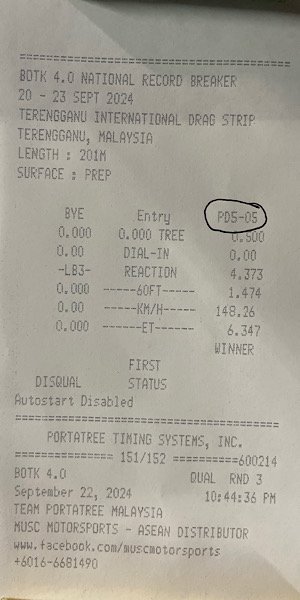 ==================================
BOTK 4.0 NATIONAL RECORD BREAKER
20 - 23 SEPT 2024
TERENGGANU INTERNATIONAL DRAG STRIP
TERENGGANU, MALAYSIA
LENGTH : 201M
SURFACE : PREP
BYE Entry PD5-05
0.000 0.000 TREE 0.500
0.00 DIAL-IN 0.00
-LB3- REACTION 4.373
0.000 ------60FT----- 1.474
0.00 -----KM/H----- 148.26
0.000 ------ET------ 6.347
WINNER
FIRST
DISQUAL STATUS
Autostart Disabled
==================================
PORTATREE TIMING SYSTEMS, INC.
=============== 151/152 ==========600214
BOTK 4.0 DUAL RND 3
September 22, 2024 10:44:36 PM
TEAM PORTATREE MALAYSIA
MUSC MOTORSPORTS - ASEAN DISTRIBUTOR
www.facebook.com/muscmotorsports
+6016-6681490